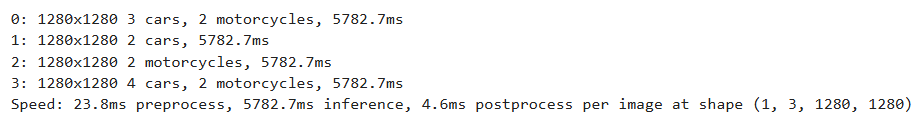 0: 1280x1280 3 cars, 2 motorcycles, 5782.7ms
1: 1280x1280 2 cars, 5782.7ms
2: 1280x1280 2 motorcycles, 5782.7ms
3: 1280x1280 4 cars, 2 motorcycles, 5782.7ms
Speed: 23.8ms preprocess, 5782.7ms inference, 4.6ms postprocess per image at shape (1, 3, 1280, 1280)